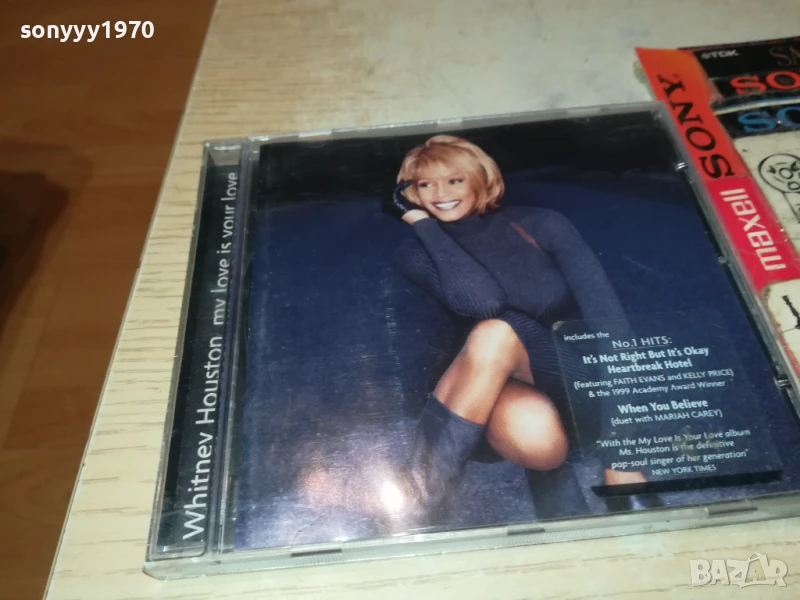 sonyyy1970
Whitney Houston my love is your love
includes the
No.1 HITS:
It's Not Right But It's Okay
Heartbreak Hotel
(featuring FAITH EVANS and KELLY PRICE)
& the 1999 Academy Award Winner
When You Believe
(duet with MARIAH CAREY)
"With the My Love Is Your Love album
Ms. Houston is the definitive
pop-soul singer of her generation"
NEW YORK TIMES
TDK
SONY
maxell
BAZAR